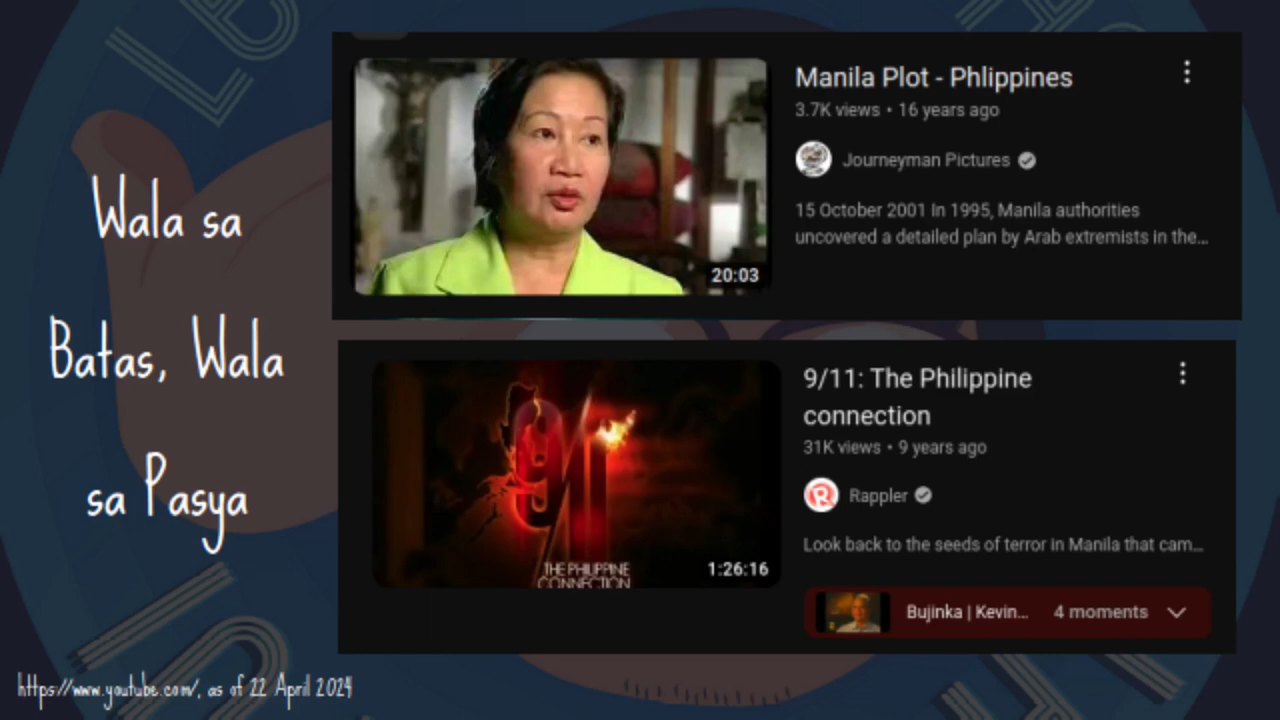 Wala sa
Batas, Wala
sa Pasya
Manila Plot - Phlippines
3.7K views • 16 years ago
Journeyman Pictures
15 October 2001 In 1995, Manila authorities
uncovered a detailed plan by Arab extremists in the...
20:03
9/11: The Philippine
connection
31K views • 9 years ago
Rappler
Look back to the seeds of terror in Manila that cam...
Bujinka | Kevin... 4 moments
9/11
THE PHILIPPINE
CONNECTION
1:26:16
https://www.youtube.com/, as of 22 April 2024